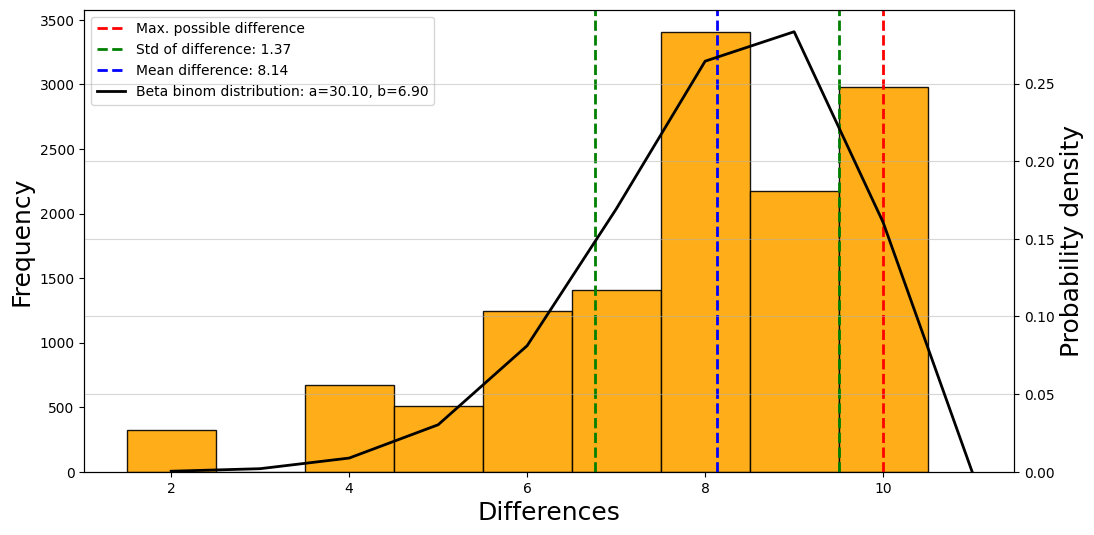 Max. possible difference
Std of difference: 1.37
Mean difference: 8.14
Beta binom distribution: a=30.10, b=6.90
3500
3000
2500
2000
1500
1000
500
0
Frequency
0.25
0.20
0.15
0.10
0.05
0.00
Probability density
2 4 6 8 10
Differences